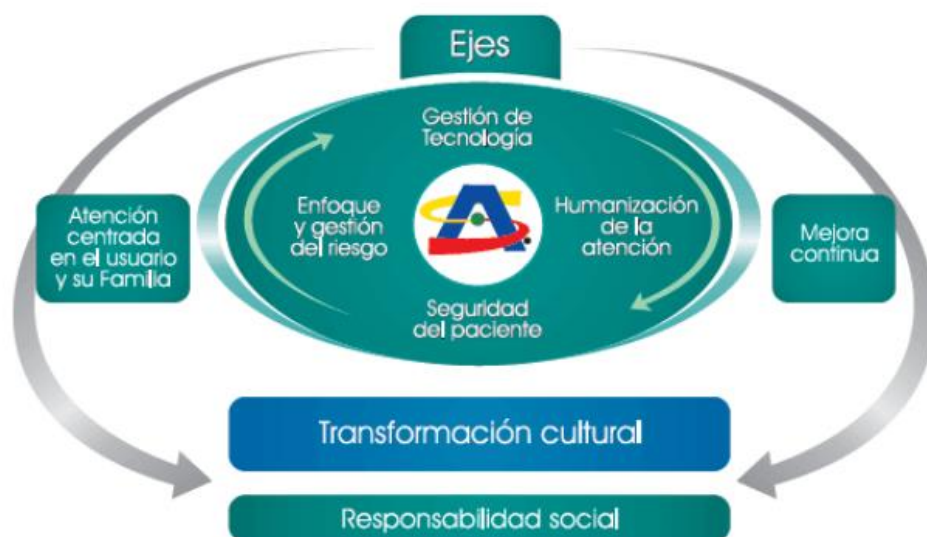 Ejes
Gestión de
Tecnología
Enfoque
y gestión
del riesgo
Humanización
de la
atención
Seguridad
del paciente
Atención
centrada
en el usuario
y su Familia
Mejora
continua
Transformación cultural
Responsabilidad social